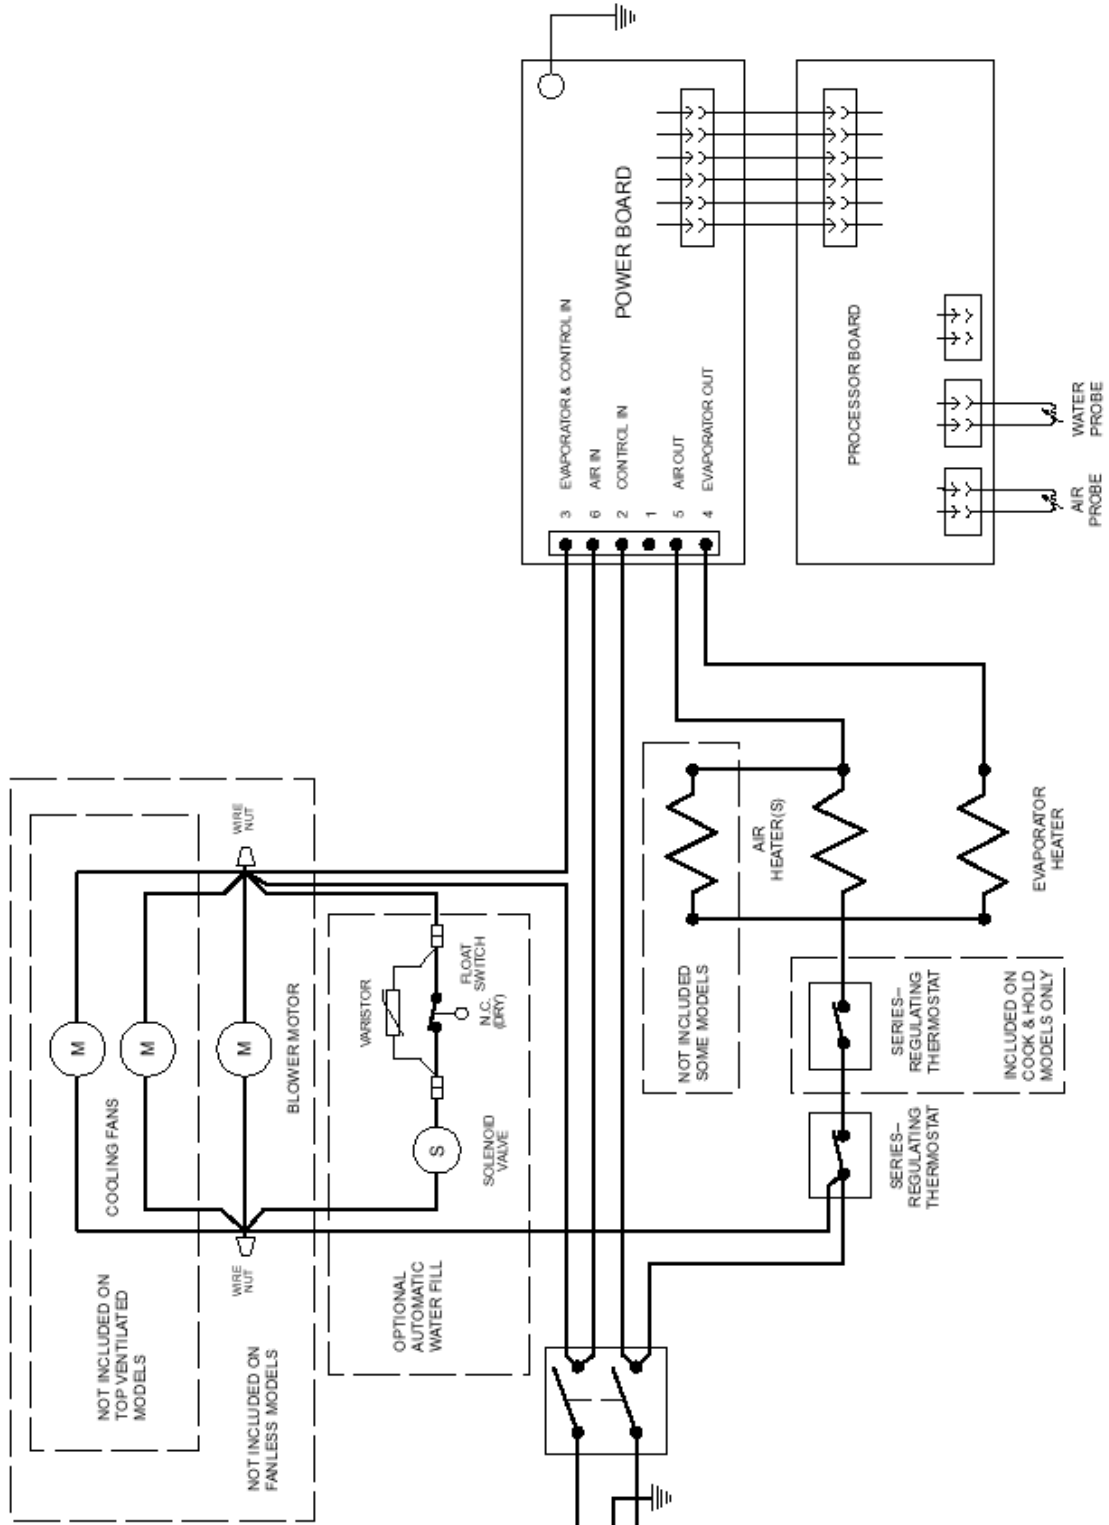 POWER BOARD
3 EVAPORATOR & CONTROL IN
6 AIR IN
2 CONTROL IN
1
5 AIR OUT
4 EVAPORATOR OUT
PROCESSOR BOARD
WATER
PROBE
AIR
PROBE
WIRE
NUT
M
M
M
COOLING FANS
BLOWER MOTOR
VARISTOR
FLOAT
SWITCH
N.C.
(DRY)
S
SOLENOID
VALVE
WIRE
NUT
NOT INCLUDED ON
TOP VENTILATED
MODELS
NOT INCLUDED ON
FANLESS MODELS
OPTIONAL
AUTOMATIC
WATER FILL
AIR
HEATER(S)
EVAPORATOR
HEATER
NOT INCLUDED
SOME MODELS
SERIES–
REGULATING
THERMOSTAT
INCLUDED ON
COOK & HOLD
MODELS ONLY
SERIES–
REGULATING
THERMOSTAT